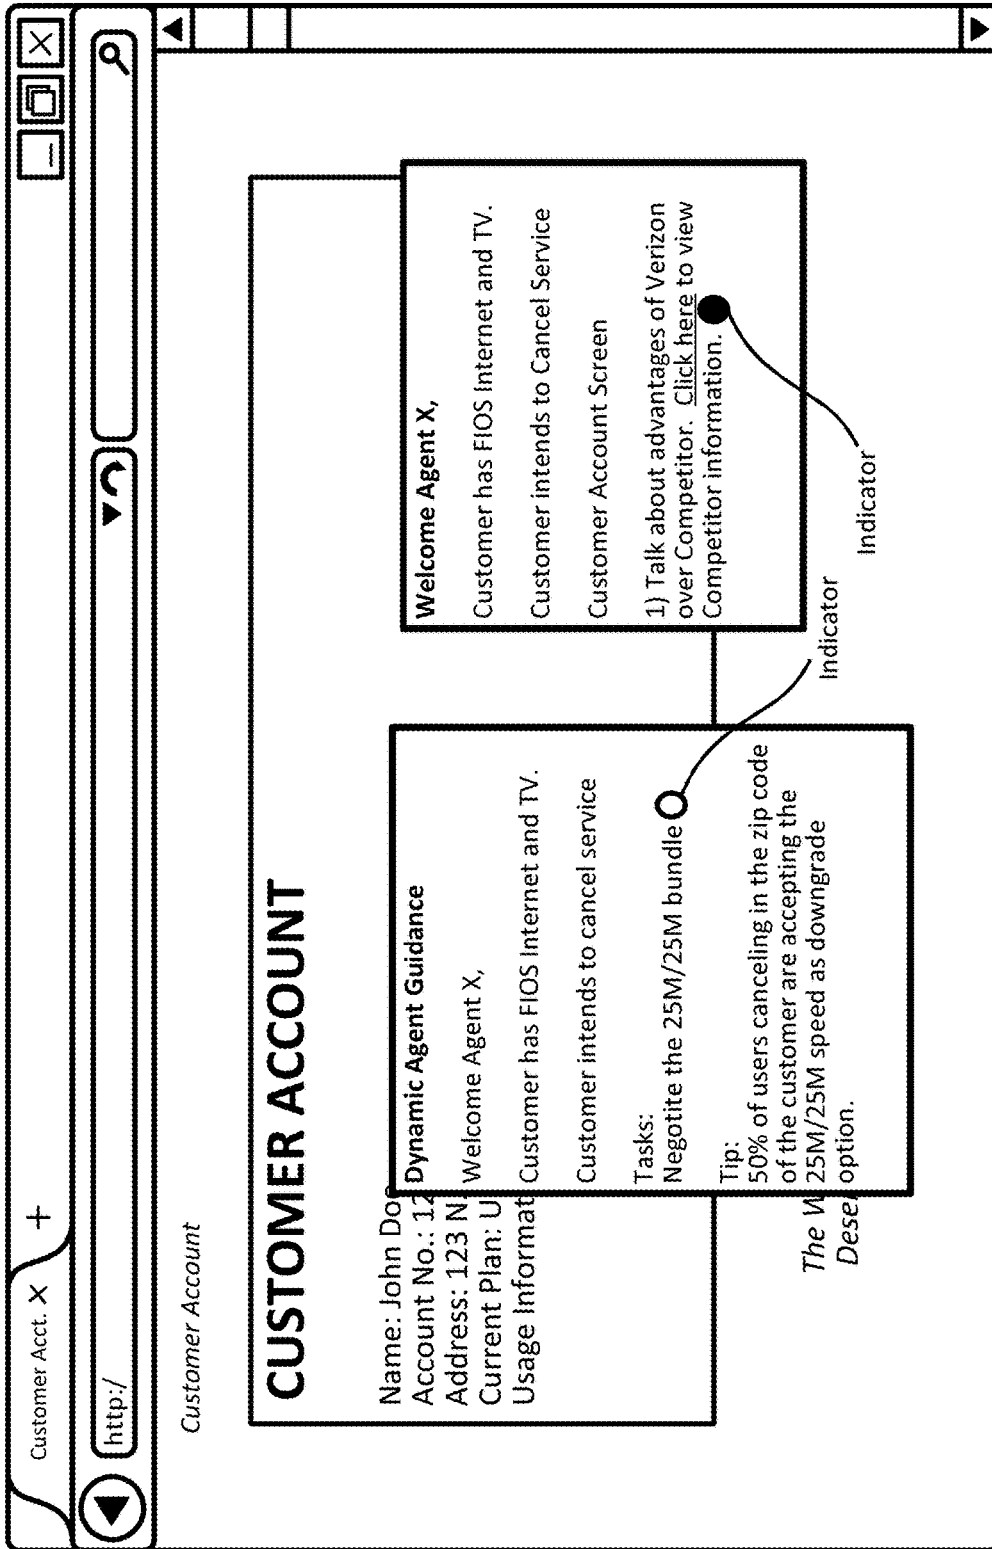 Customer Acct. X +
http:/
Customer Account
CUSTOMER ACCOUNT
Name: John Doe
Account No.: 12
Address: 123 N
Current Plan: U
Usage Informat
Dynamic Agent Guidance
Welcome Agent X,
Customer has FIOS Internet and TV.
Customer intends to cancel service
Tasks:
Negotite the 25M/25M bundle
Tip:
50% of users canceling in the zip code
of the customer are accepting the
25M/25M speed as downgrade
option.
The W
Desel
Welcome Agent X,
Customer has FIOS Internet and TV.
Customer intends to Cancel Service
Customer Account Screen
1) Talk about advantages of Verizon
over Competitor. Click here to view
Competitor information.
Indicator
Indicator